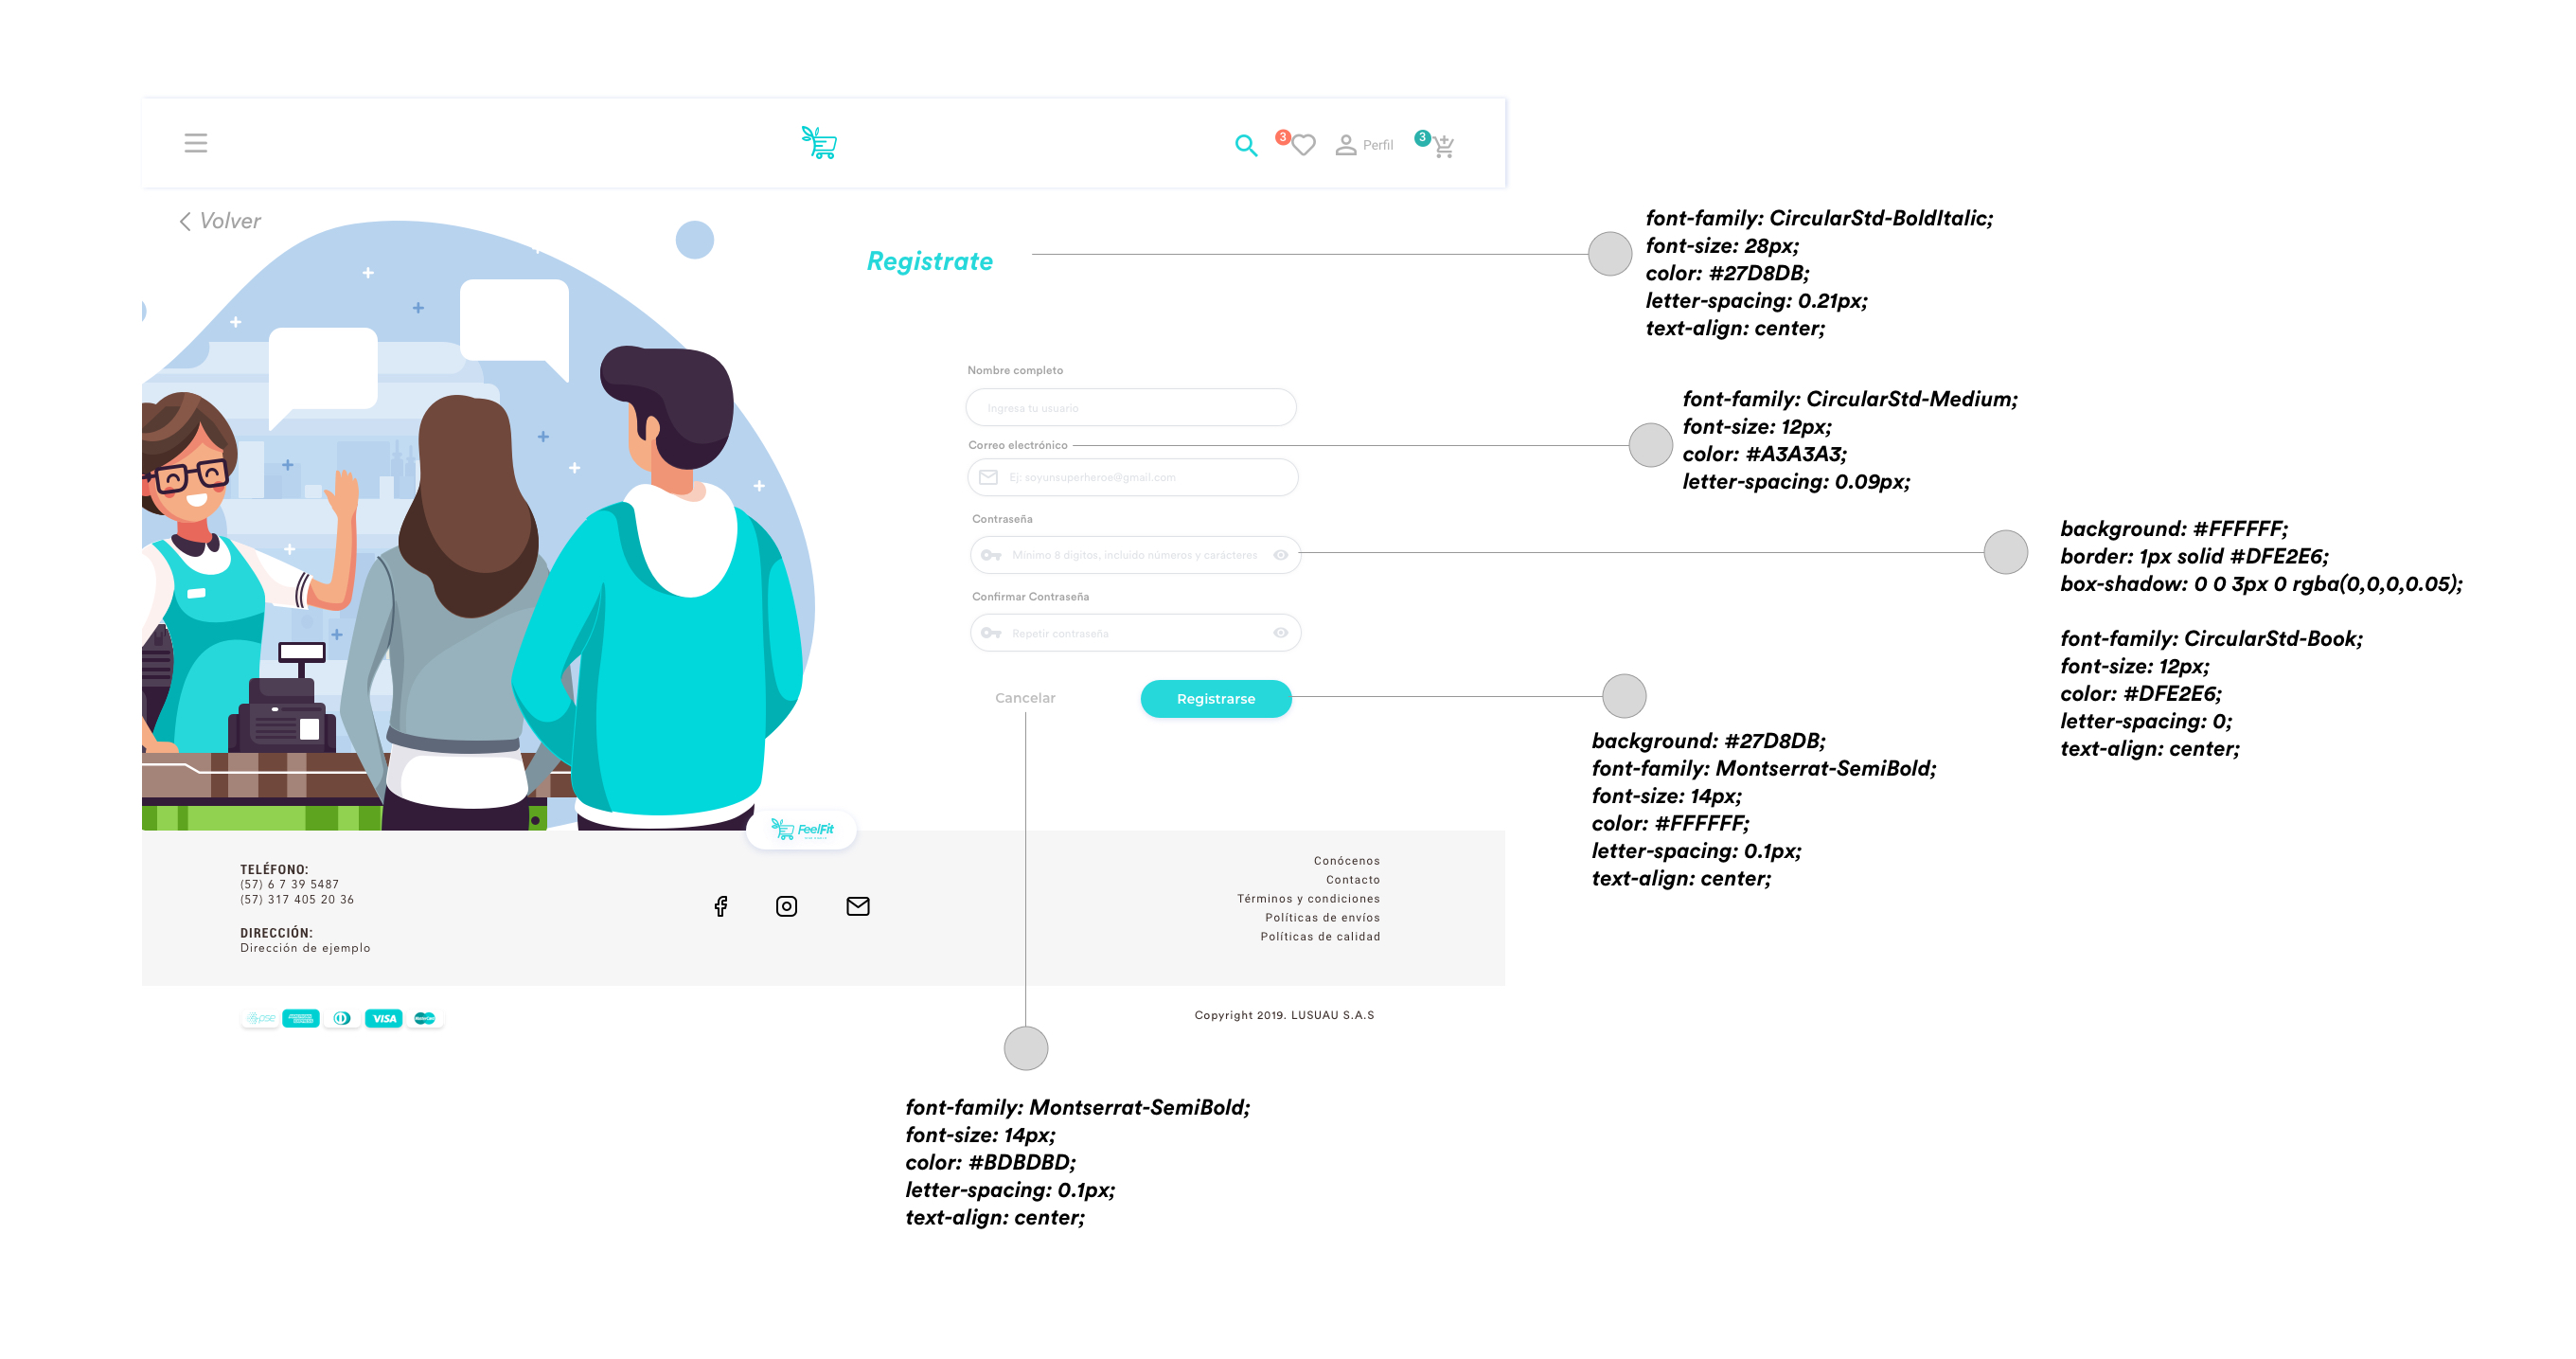 3
Perfil
3
Volver
Registrate
Nombre completo
Ingresa tu usuario
Correo electrónico
Ej: soyunsuperheroe@gmail.com
Contraseña
Mínimo 8 digitos, incluido números y carácteres
Confirmar Contraseña
Repetir contraseña
Cancelar
Registrarse
font-family: CircularStd-BoldItalic;
font-size: 28px;
color: #27D8DB;
letter-spacing: 0.21px;
text-align: center;
font-family: CircularStd-Medium;
font-size: 12px;
color: #A3A3A3;
letter-spacing: 0.09px;
background: #FFFFFF;
border: 1px solid #DFE2E6;
box-shadow: 0 0 3px 0 rgba(0,0,0,0.05);
font-family: CircularStd-Book;
font-size: 12px;
color: #DFE2E6;
letter-spacing: 0;
text-align: center;
background: #27D8DB;
font-family: Montserrat-SemiBold;
font-size: 14px;
color: #FFFFFF;
letter-spacing: 0.1px;
text-align: center;
FeelFit
TELÉFONO:
(57) 6 7 39 5487
(57) 317 405 20 36
DIRECCIÓN:
Dirección de ejemplo
Conócenos
Contacto
Términos y condiciones
Políticas de envíos
Políticas de calidad
pse
VISA
Copyright 2019. LUSUAU S.A.S
font-family: Montserrat-SemiBold;
font-size: 14px;
color: #BDBDBD;
letter-spacing: 0.1px;
text-align: center;